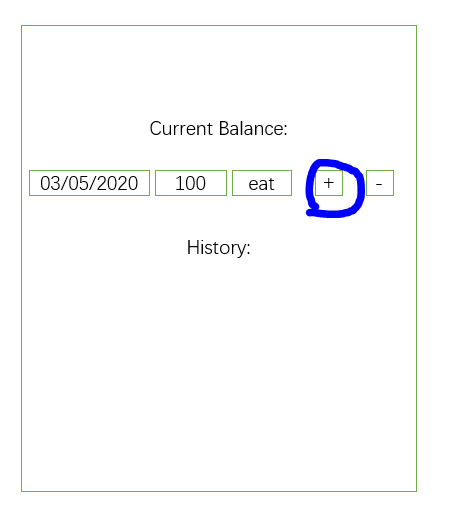 Current Balance:
03/05/2020 100 eat + -
History: